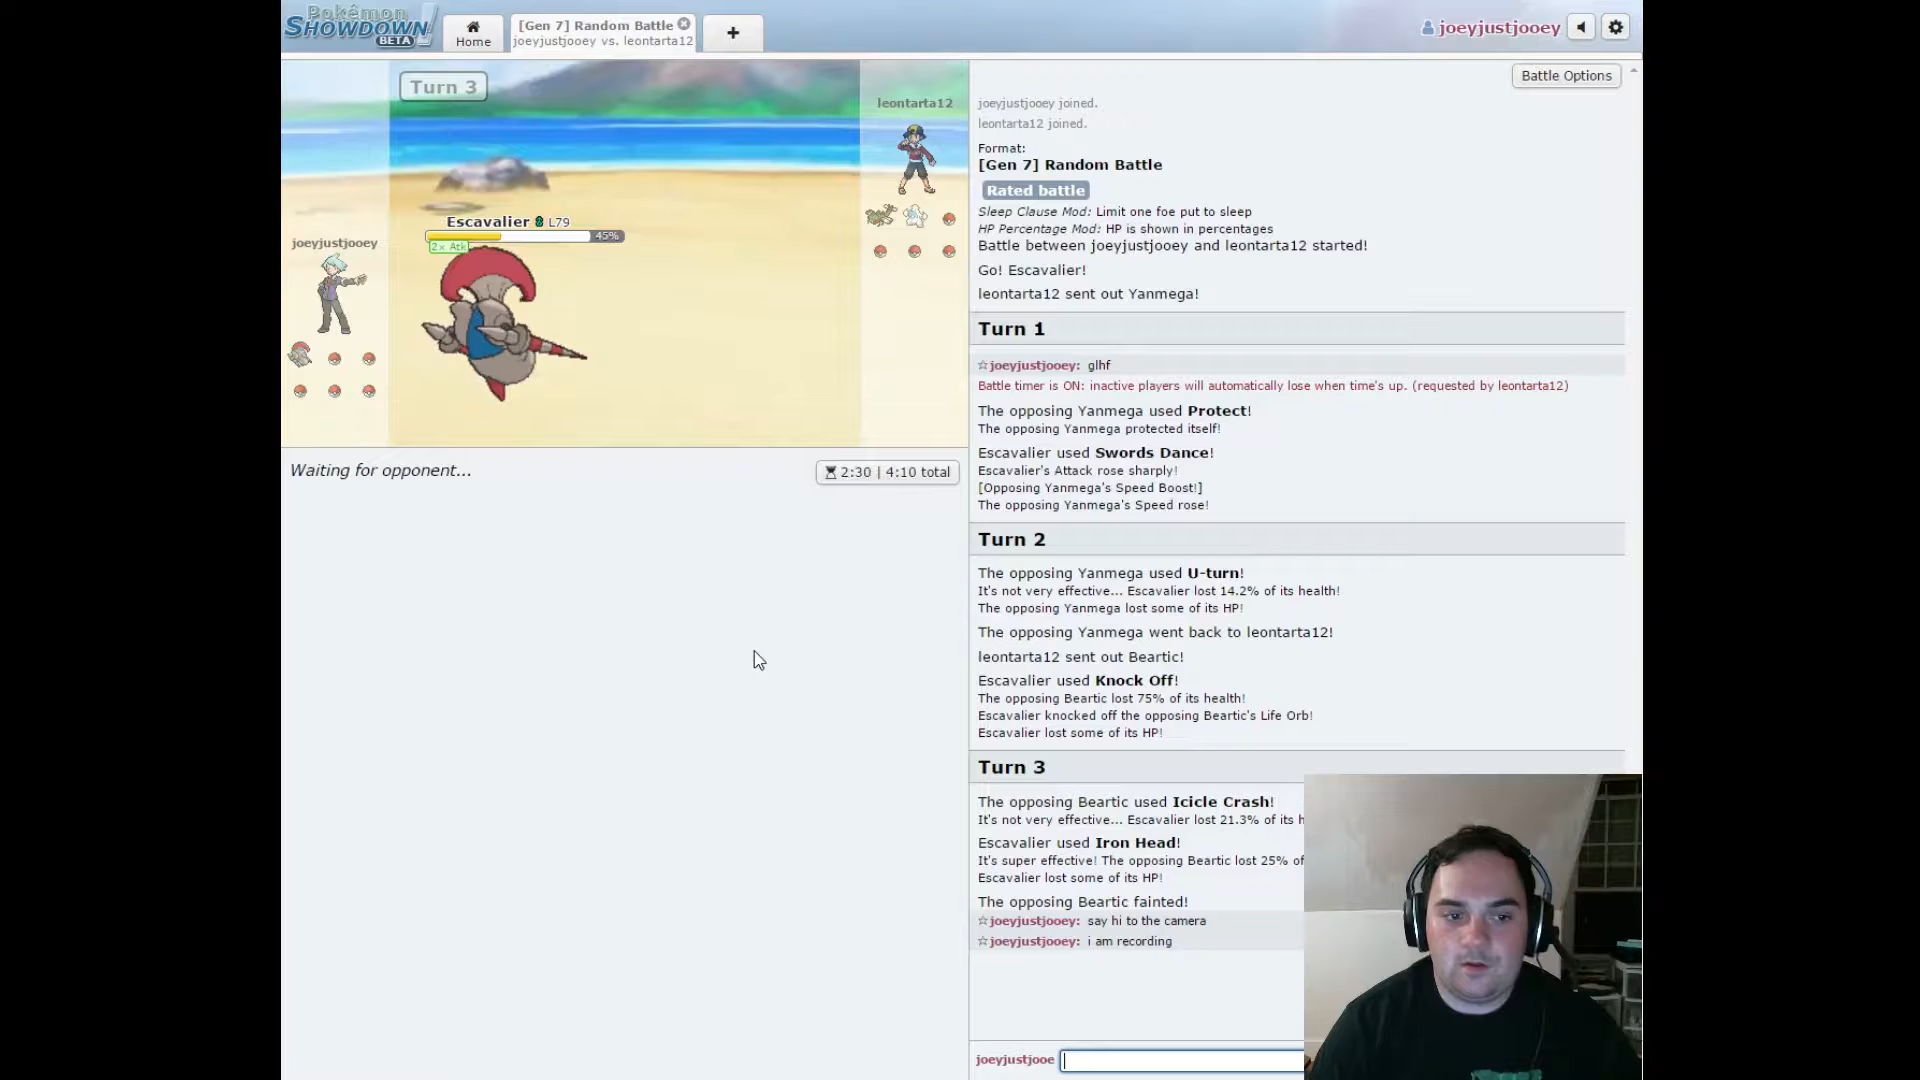 Pokémon
SHOWDOWN!
BETA
Home
[Gen 7] Random Battle
joeyjustjooey vs. leontarta12
+
joeyjustjooey
Turn 3
leontarta12
Escavalier L79
45%
2× Atk
joeyjustjooey
Waiting for opponent...
2:30 | 4:10 total
Battle Options
joeyjustjooey joined.
leontarta12 joined.
Format:
[Gen 7] Random Battle
Rated battle
Sleep Clause Mod: Limit one foe put to sleep
HP Percentage Mod: HP is shown in percentages
Battle between joeyjustjooey and leontarta12 started!
Go! Escavalier!
leontarta12 sent out Yanmega!
Turn 1
☆joeyjustjooey: glhf
Battle timer is ON: inactive players will automatically lose when time's up. (requested by leontarta12)
The opposing Yanmega used Protect!
The opposing Yanmega protected itself!
Escavalier used Swords Dance!
Escavalier's Attack rose sharply!
[Opposing Yanmega's Speed Boost!]
The opposing Yanmega's Speed rose!
Turn 2
The opposing Yanmega used U-turn!
It's not very effective... Escavalier lost 14.2% of its health!
The opposing Yanmega lost some of its HP!
The opposing Yanmega went back to leontarta12!
leontarta12 sent out Beartic!
Escavalier used Knock Off!
The opposing Beartic lost 75% of its health!
Escavalier knocked off the opposing Beartic's Life Orb!
Escavalier lost some of its HP!
Turn 3
The opposing Beartic used Icicle Crash!
It's not very effective... Escavalier lost 21.3% of its h
Escavalier used Iron Head!
It's super effective! The opposing Beartic lost 25% of
Escavalier lost some of its HP!
The opposing Beartic fainted!
☆joeyjustjooey: say hi to the camera
☆joeyjustjooey: i am recording
joeyjustjooe